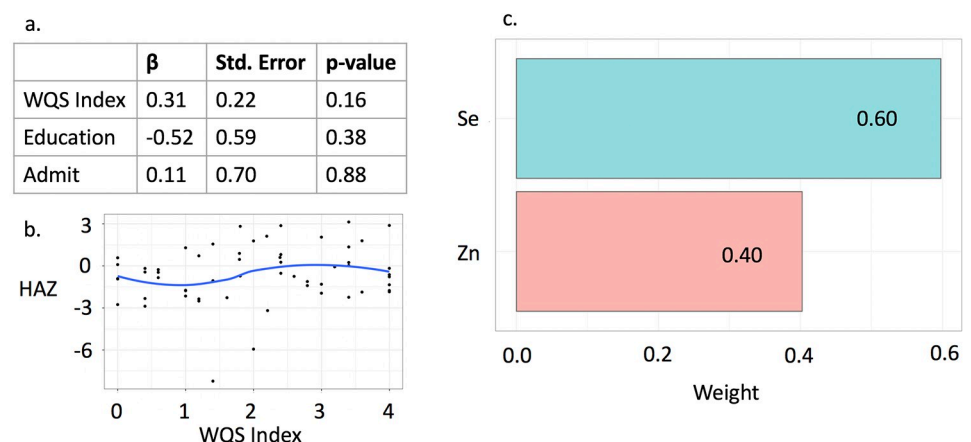 a.
β Std. Error p-value
WQS Index 0.31 0.22 0.16
Education -0.52 0.59 0.38
Admit 0.11 0.70 0.88
b.
HAZ
3
0
-3
-6
0 1 2 3 4
WQS Index
c.
Se
0.60
Zn
0.40
0.0 0.2 0.4 0.6
Weight